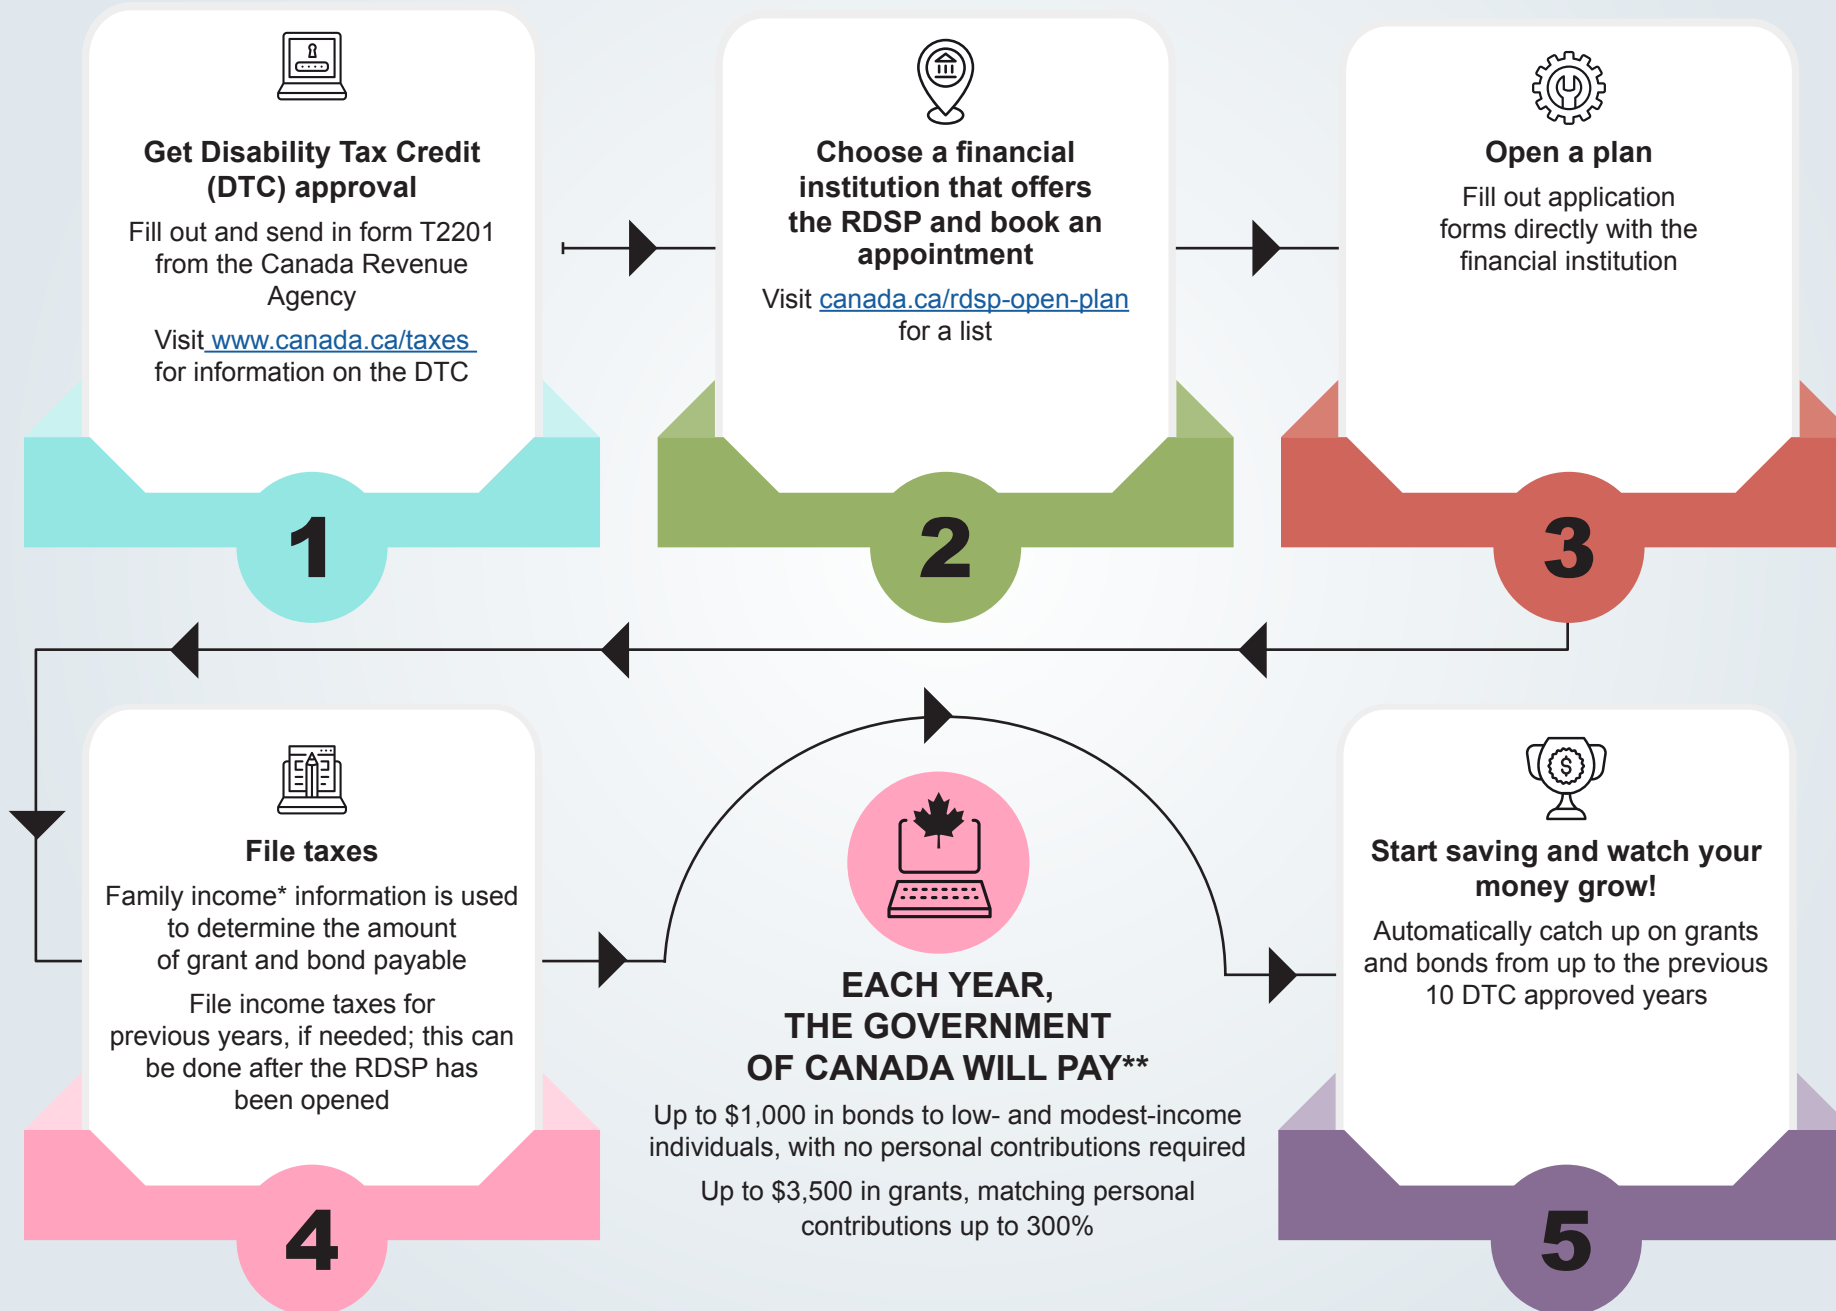 Get Disability Tax Credit
(DTC) approval
Fill out and send in form T2201
from the Canada Revenue
Agency
Visit www.canada.ca/taxes
for information on the DTC
1
Choose a financial
institution that offers
the RDSP and book an
appointment
Visit canada.ca/rdsp-open-plan
for a list
2
Open a plan
Fill out application
forms directly with the
financial institution
3
File taxes
Family income* information is used
to determine the amount
of grant and bond payable
File income taxes for
previous years, if needed; this can
be done after the RDSP has
been opened
4
EACH YEAR,
THE GOVERNMENT
OF CANADA WILL PAY**
Up to $1,000 in bonds to low- and modest-income
individuals, with no personal contributions required
Up to $3,500 in grants, matching personal
contributions up to 300%
$
Start saving and watch your
money grow!
Automatically catch up on grants
and bonds from up to the previous
10 DTC approved years
5